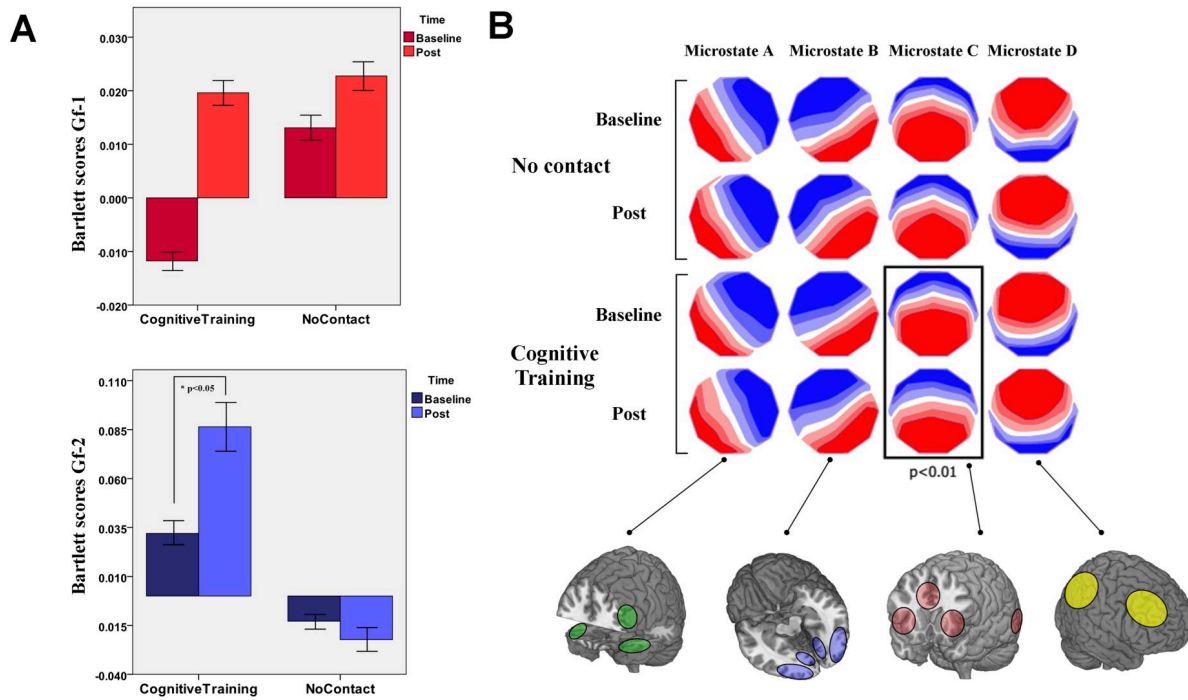 A
Time
Baseline
Post
0.030
0.020
0.010
0.000
-0.010
-0.020
Bartlett scores Gf-1
CognitiveTraining
NoContact
Time
Baseline
Post
* p<0.05
0.110
0.085
0.060
0.035
0.010
0.015
-0.040
Bartlett scores Gf-2
CognitiveTraining
NoContact
B
Microstate A Microstate B Microstate C Microstate D
Baseline
No contact
Post
Baseline
Cognitive
Training
Post
p<0.01